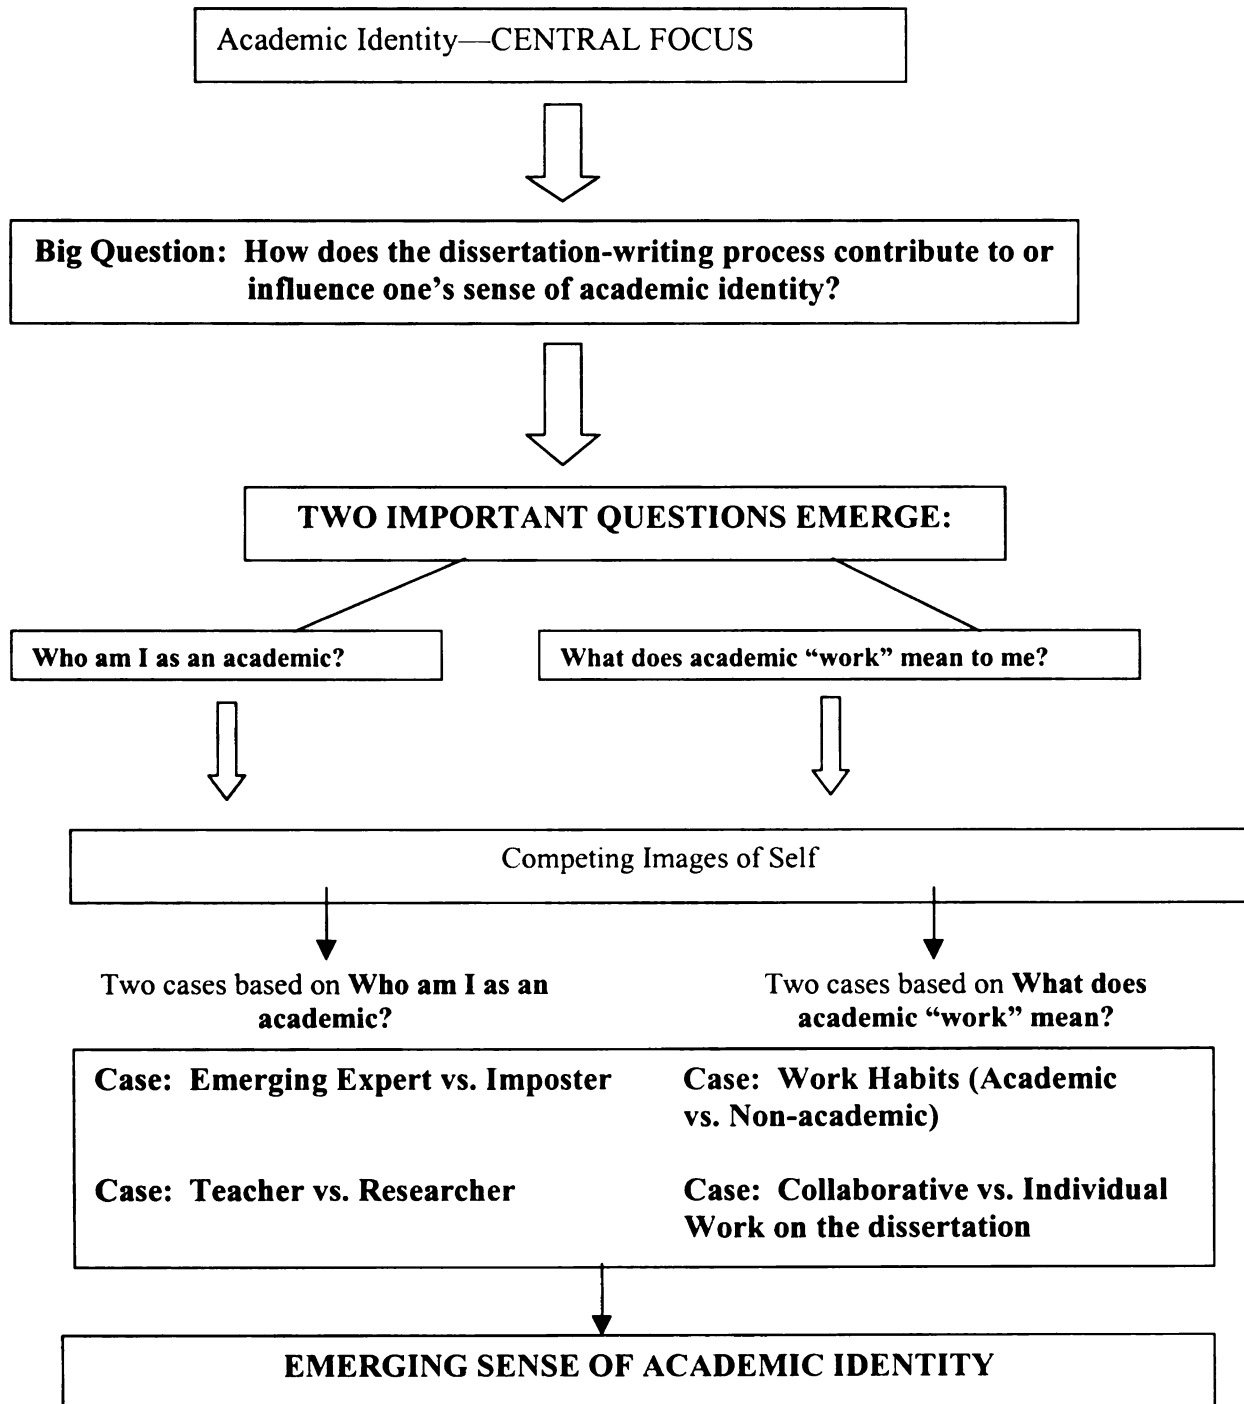 Academic Identity—CENTRAL FOCUS
Big Question: How does the dissertation-writing process contribute to or
influence one’s sense of academic identity?
TWO IMPORTANT QUESTIONS EMERGE:
Who am I as an academic?
What does academic “work” mean to me?
Competing Images of Self
Two cases based on Who am I as an
academic?
Two cases based on What does
academic “work” mean?
Case: Emerging Expert vs. Imposter
Case: Teacher vs. Researcher
Case: Work Habits (Academic
vs. Non-academic)
Case: Collaborative vs. Individual
Work on the dissertation
EMERGING SENSE OF ACADEMIC IDENTITY